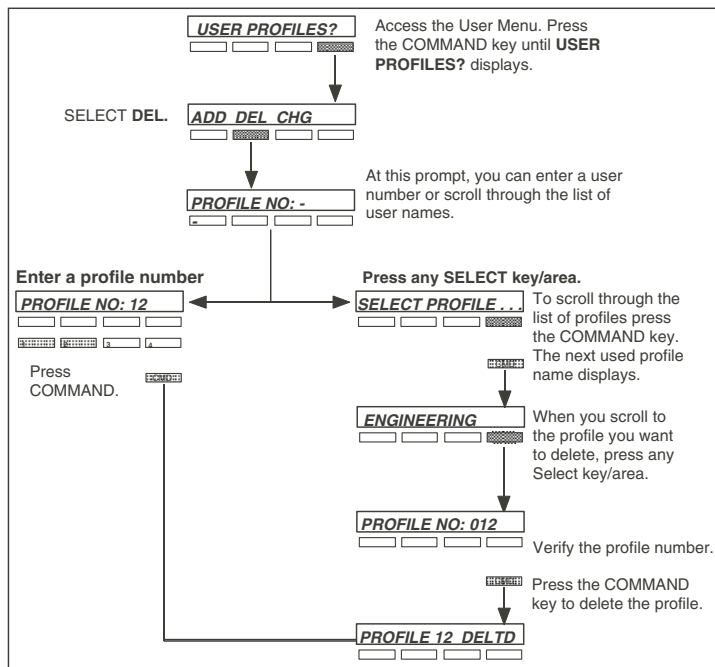 USER PROFILES?
Access the User Menu. Press
the COMMAND key until USER
PROFILES? displays.
SELECT DEL.
ADD DEL CHG
At this prompt, you can enter a user
number or scroll through the list of
user names.
PROFILE NO: -
-
Enter a profile number
PROFILE NO: 12
1 2 3 4
Press
COMMAND.
CMD
Press any SELECT key/area.
SELECT PROFILE . . .
To scroll through the
list of profiles press
the COMMAND key.
The next used profile
name displays.
CMD
ENGINEERING
When you scroll to
the profile you want
to delete, press any
Select key/area.
PROFILE NO: 012
Verify the profile number.
CMD
Press the COMMAND
key to delete the profile.
PROFILE 12 DELTD